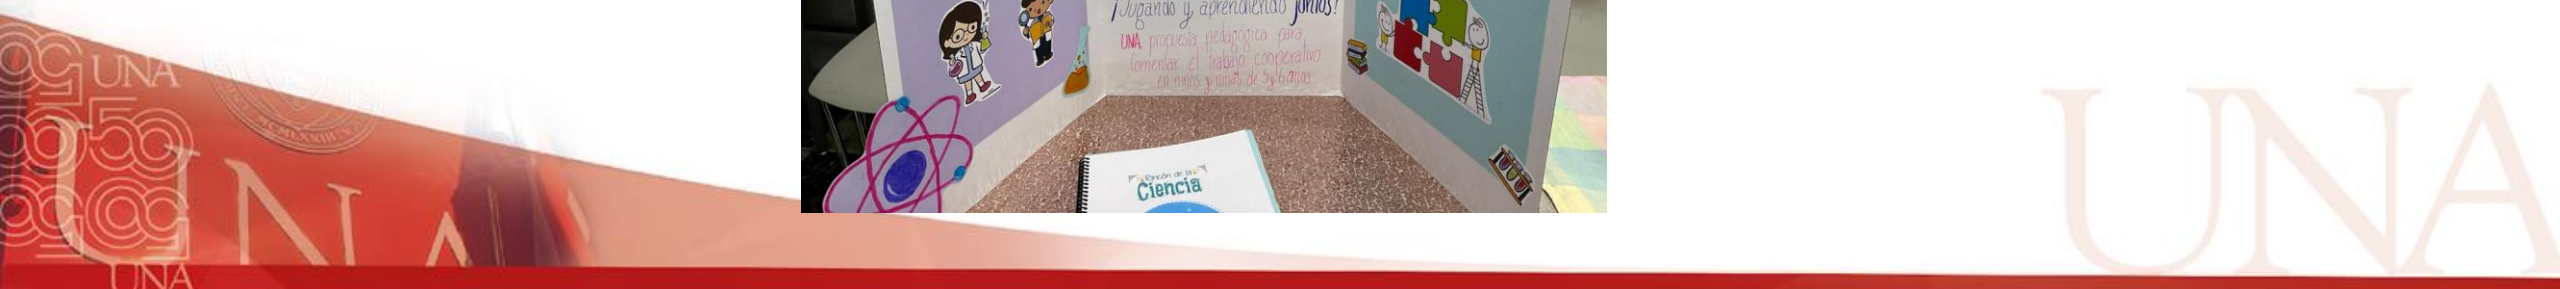 ¡Jugando y aprendiendo juntos!
UNA propuesta pedagógica para
fomentar el trabajo cooperativo
en niños y niñas de 5 y 6 años
Rincón de la
Ciencia
UNA
50
UNA
UNA
UNA